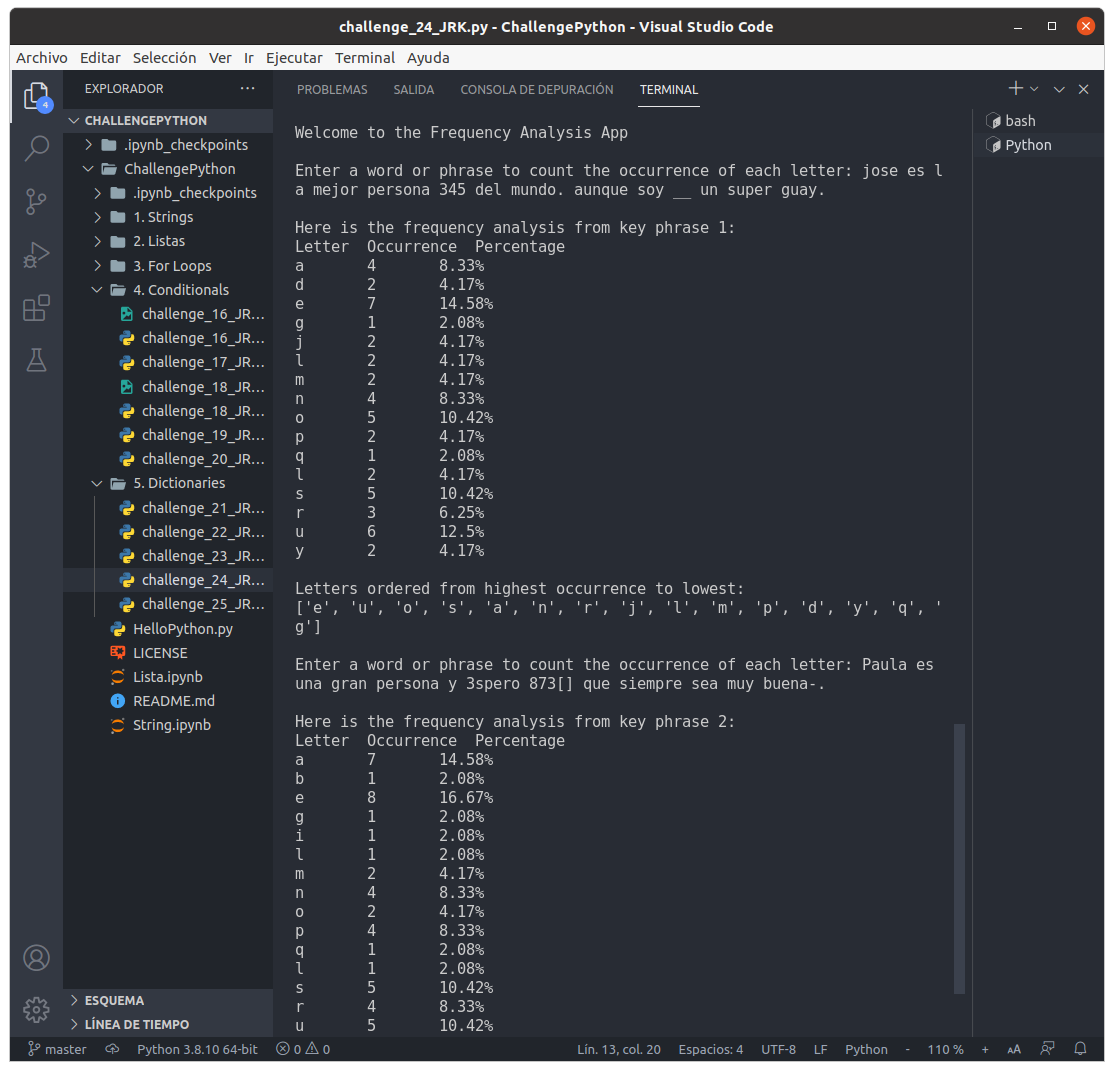 challenge_24_JRK.py - ChallengePython - Visual Studio Code
Archivo Editar Selección Ver Ir Ejecutar Terminal Ayuda
EXPLORADOR ···
4
CHALLENGEPYTHON
.ipynb_checkpoints
ChallengePython
.ipynb_checkpoints
1. Strings
2. Listas
3. For Loops
4. Conditionals
challenge_16_JR...
challenge_16_JR...
challenge_17_JR...
challenge_18_JR...
challenge_18_JR...
challenge_19_JR...
challenge_20_JR...
5. Dictionaries
challenge_21_JR...
challenge_22_JR...
challenge_23_JR...
challenge_24_JR...
challenge_25_JR...
HelloPython.py
LICENSE
Lista.ipynb
README.md
String.ipynb
ESQUEMA
LÍNEA DE TIEMPO
PROBLEMAS SALIDA CONSOLA DE DEPURACIÓN TERMINAL
Welcome to the Frequency Analysis App
Enter a word or phrase to count the occurrence of each letter: jose es l
a mejor persona 345 del mundo. aunque soy __ un super guay.
Here is the frequency analysis from key phrase 1:
Letter Occurrence Percentage
a 4 8.33%
d 2 4.17%
e 7 14.58%
g 1 2.08%
j 2 4.17%
l 2 4.17%
m 2 4.17%
n 4 8.33%
o 5 10.42%
p 2 4.17%
q 1 2.08%
l 2 4.17%
s 5 10.42%
r 3 6.25%
u 6 12.5%
y 2 4.17%
Letters ordered from highest occurrence to lowest:
['e', 'u', 'o', 's', 'a', 'n', 'r', 'j', 'l', 'm', 'p', 'd', 'y', 'q', '
g']
Enter a word or phrase to count the occurrence of each letter: Paula es
una gran persona y 3spero 873[] que siempre sea muy buena-.
Here is the frequency analysis from key phrase 2:
Letter Occurrence Percentage
a 7 14.58%
b 1 2.08%
e 8 16.67%
g 1 2.08%
i 1 2.08%
l 1 2.08%
m 2 4.17%
n 4 8.33%
o 2 4.17%
p 4 8.33%
q 1 2.08%
l 1 2.08%
s 5 10.42%
r 4 8.33%
u 5 10.42%
bash
Python
master Python 3.8.10 64-bit 0 0 Lín. 13, col. 20 Espacios: 4 UTF-8 LF Python - 110 % + AA